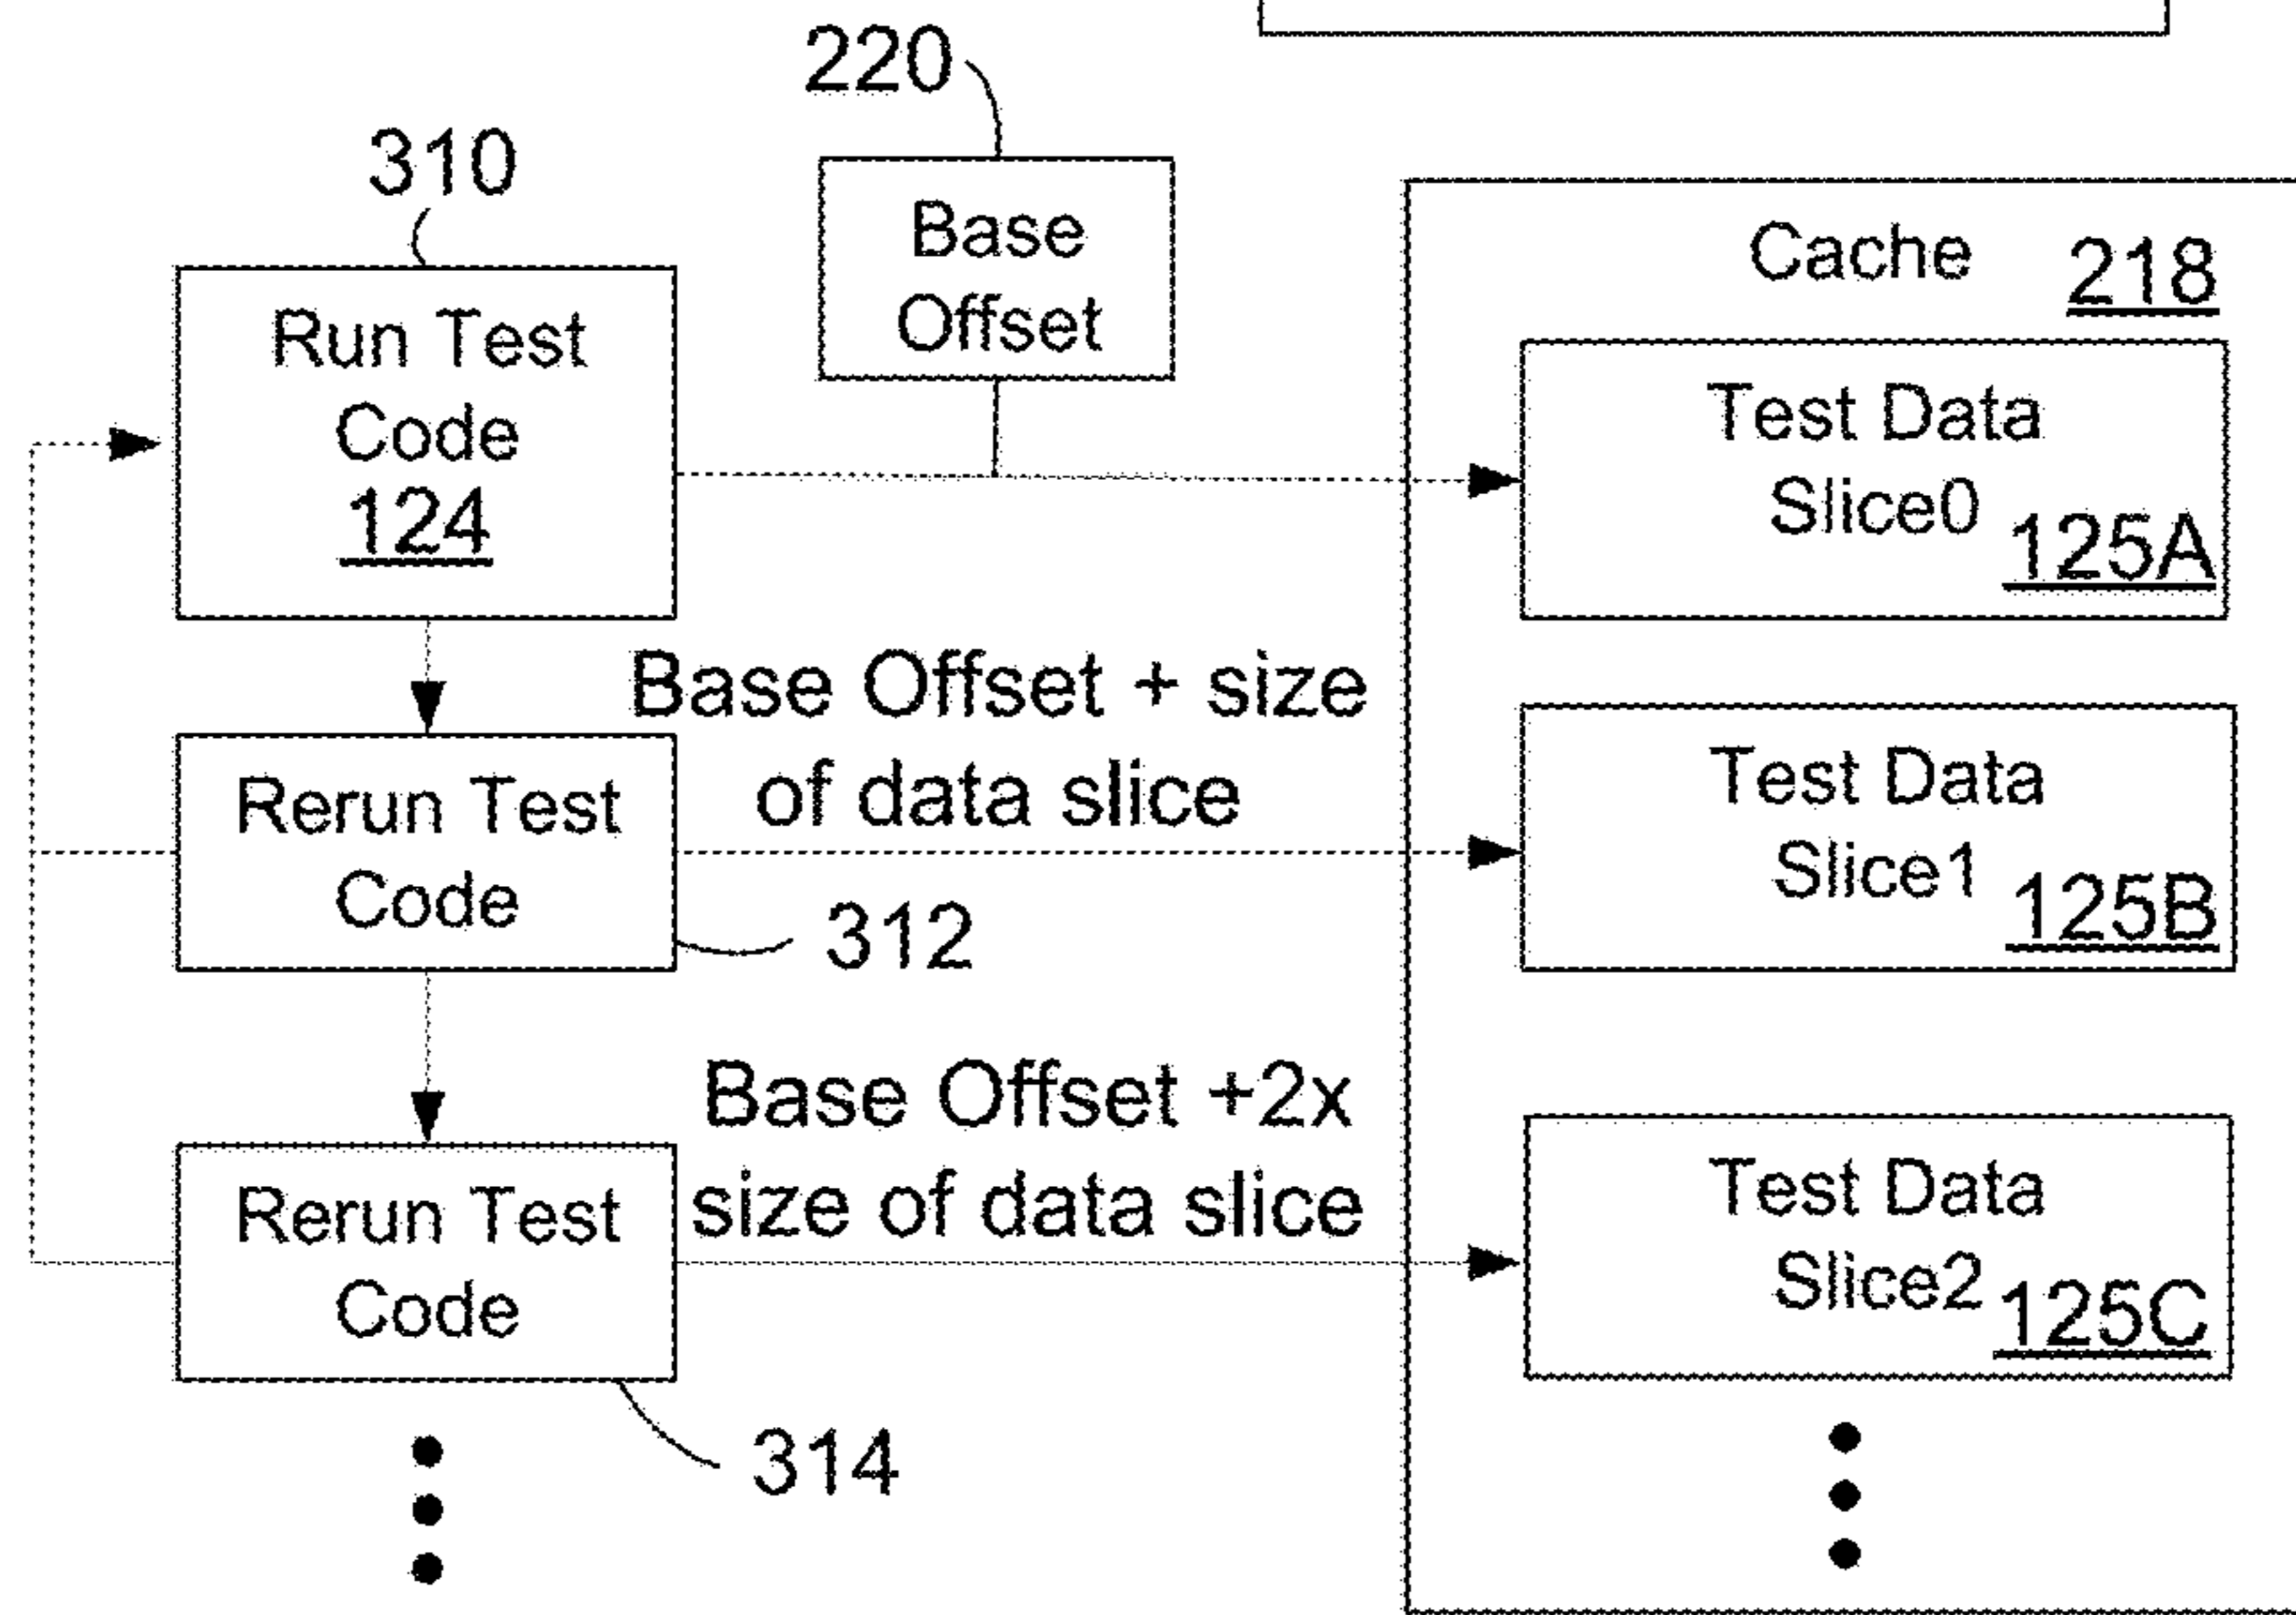 220
310
Base
Offset
Cache 218
Run Test
Code
124
Test Data
Slice0 125A
Base Offset + size
of data slice
Rerun Test
Code
312
Test Data
Slice1 125B
Base Offset +2x
size of data slice
Rerun Test
Code
314
Test Data
Slice2 125C